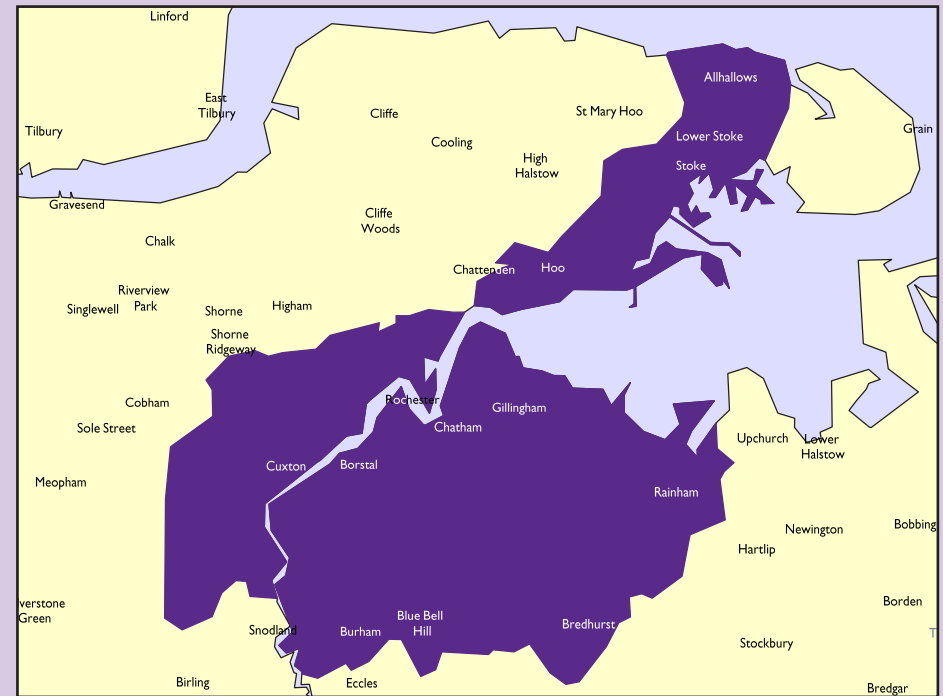 Linford
East
Tilbury
Tilbury
Cliffe
Cooling
St Mary Hoo
Allhallows
Lower Stoke
Stoke
Grain
High
Halstow
Gravesend
Cliffe
Woods
Chalk
Chattenden
Hoo
Riverview
Park
Singlewell
Shorne
Higham
Shorne
Ridgeway
Cobham
Rochester
Gillingham
Sole Street
Chatham
Upchurch
Lower
Halstow
Cuxton
Borstal
Meopham
Rainham
Newington
Bobbing
Hartlip
verstone
Green
Borden
Snodland
Burham
Blue Bell
Hill
Bredhurst
T
Stockbury
Birling
Eccles
Bredgar